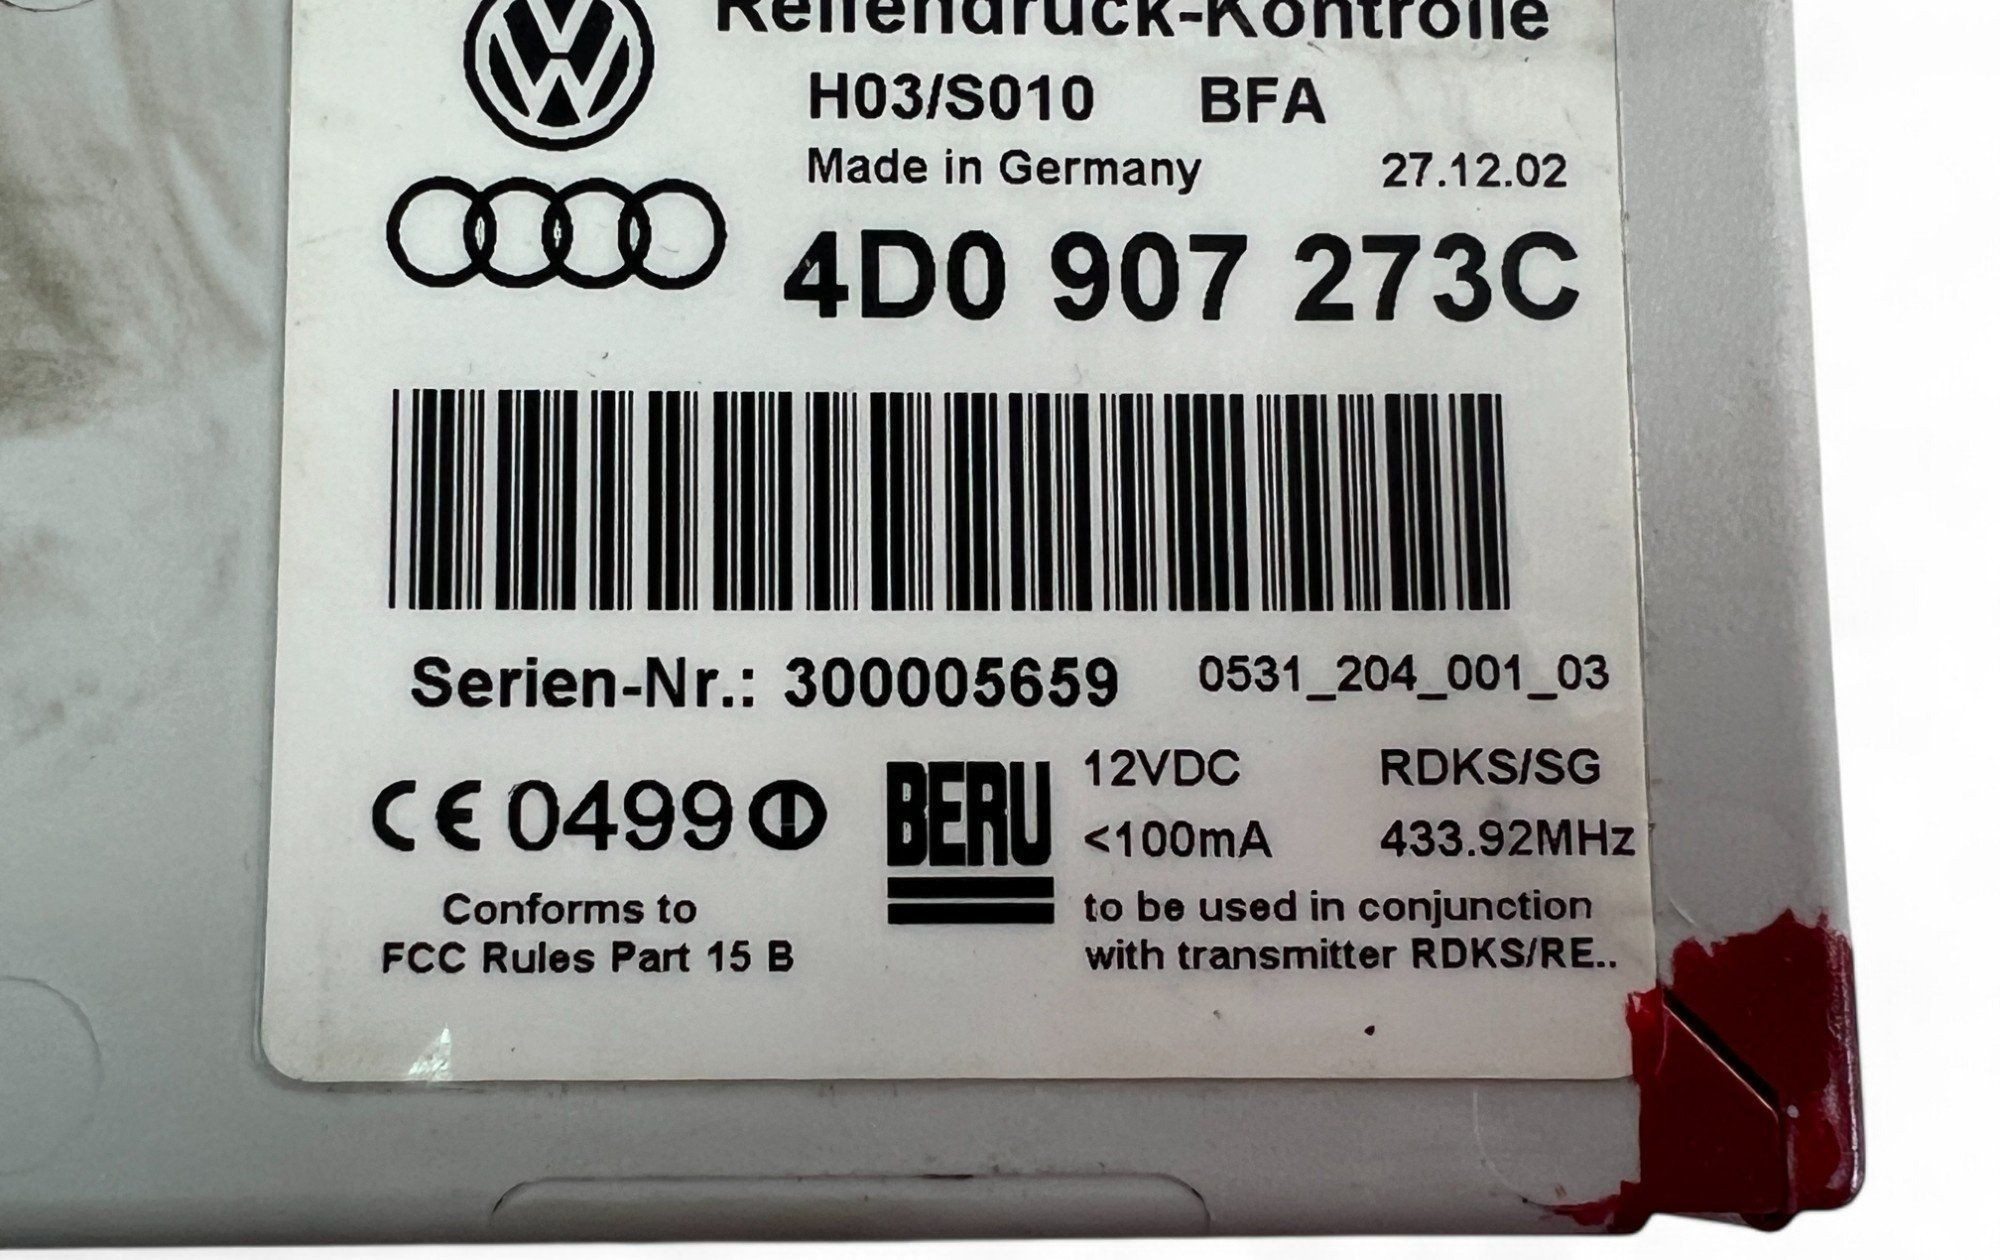 Reifendruck-Kontrolle
H03/S010 BFA
Made in Germany 27.12.02
4D0 907 273C
Serien-Nr.: 300005659 0531_204_001_03
CE 0499
BERU
12VDC RDKS/SG
<100mA 433.92MHz
Conforms to
FCC Rules Part 15 B
to be used in conjunction
with transmitter RDKS/RE..